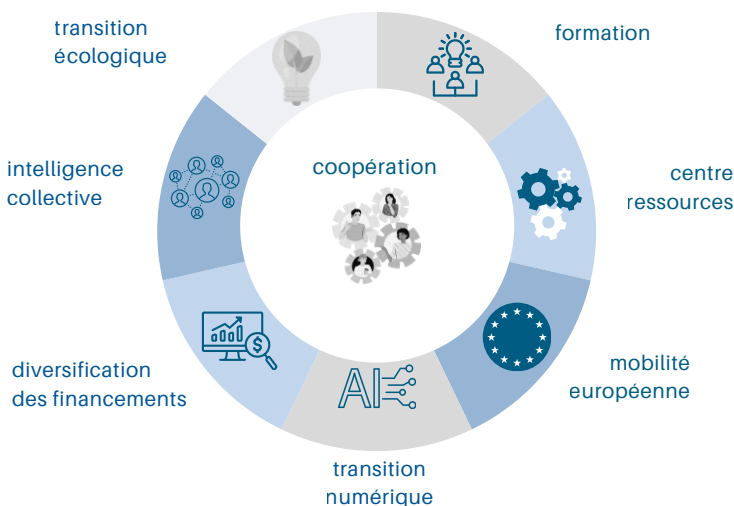 transition
écologique
formation
intelligence
collective
coopération
centre
ressources
diversification
des financements
AI
mobilité
européenne
transition
numérique